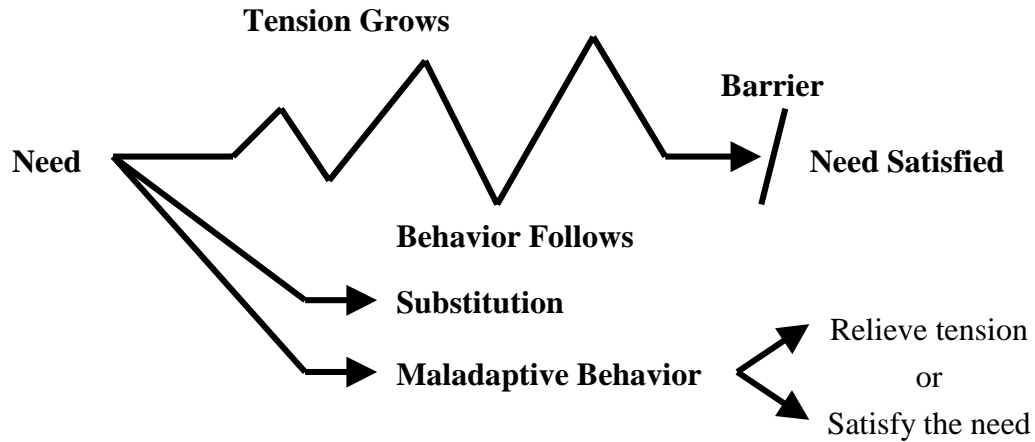 Tension Grows
Barrier
Need
Need Satisfied
Behavior Follows
Substitution
Maladaptive Behavior
Relieve tension
or
Satisfy the need